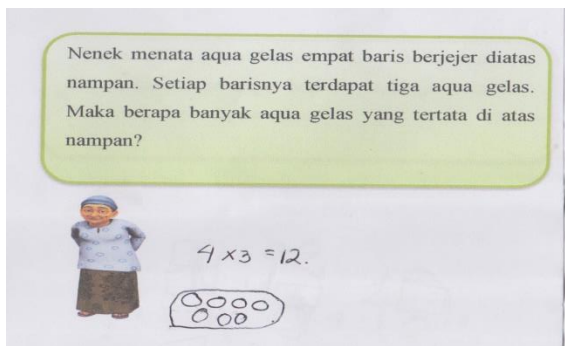 Nenek menata aqua gelas empat baris berjejer diatas
nampan. Setiap barisnya terdapat tiga aqua gelas.
Maka berapa banyak aqua gelas yang tertata di atas
nampan?
4 x 3 = 12.